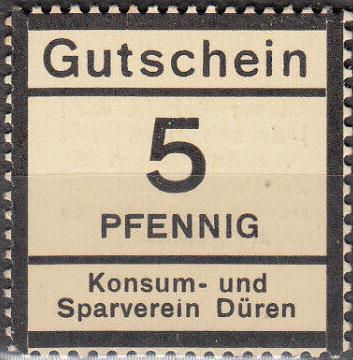 Gutschein
5
PFENNIG
Konsum- und
Sparverein Düren